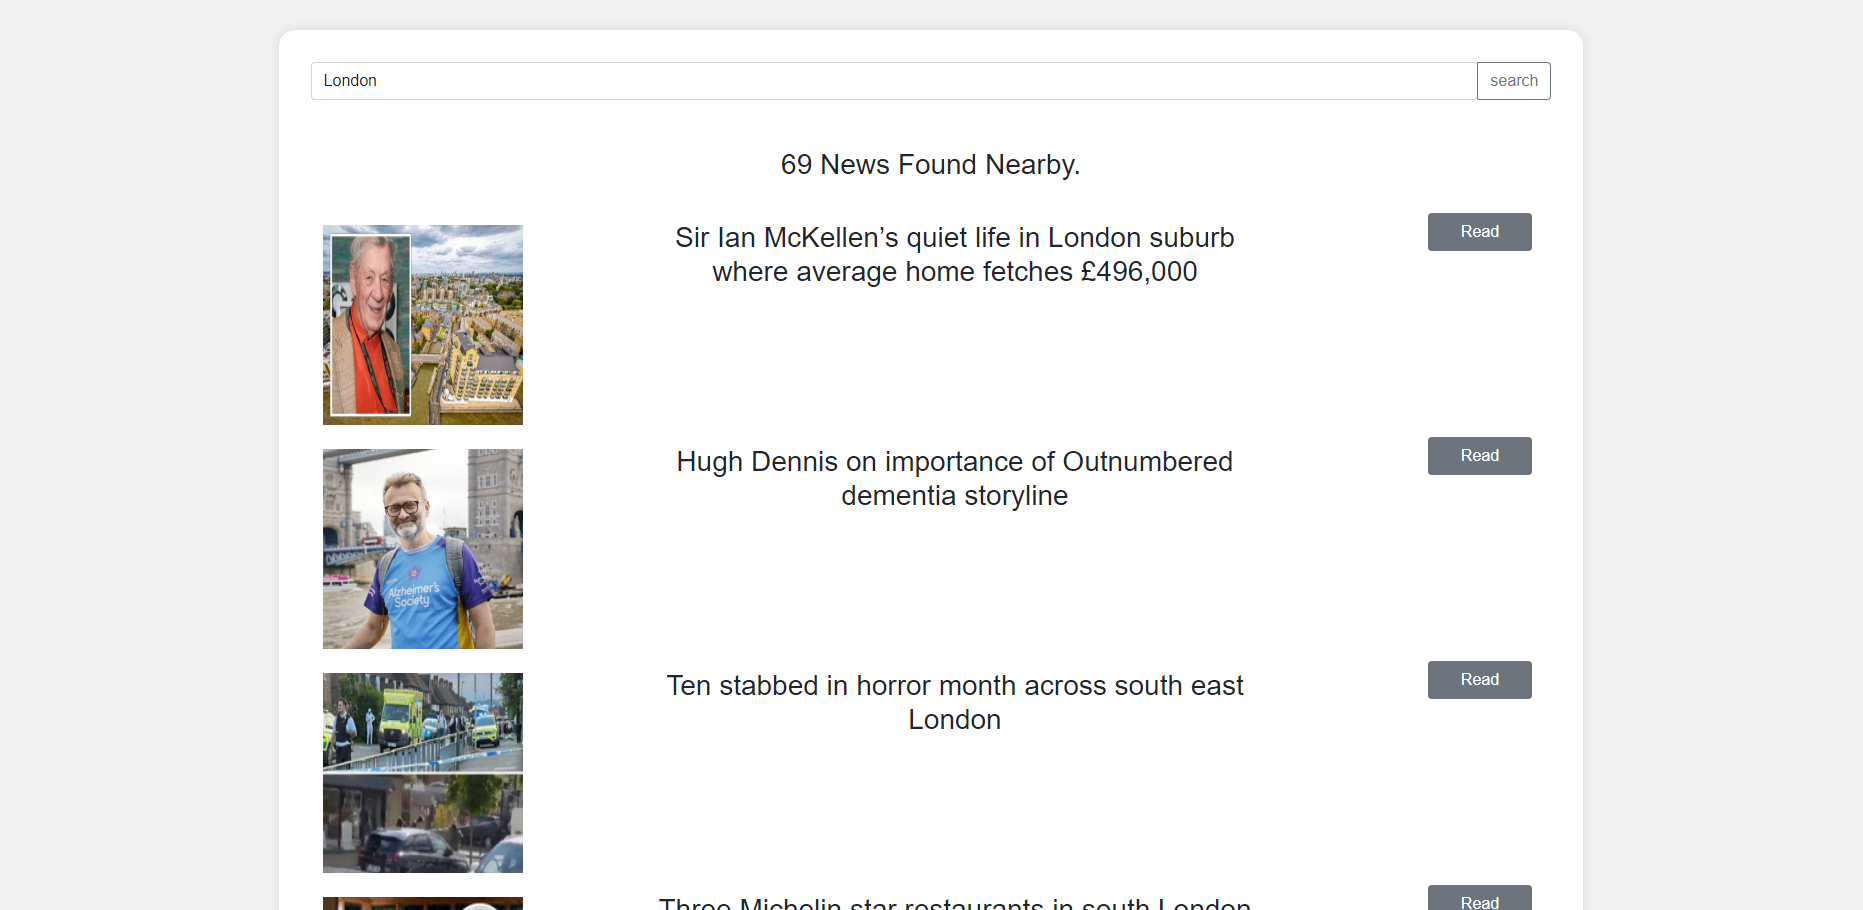 London
search
69 News Found Nearby.
Sir Ian McKellen’s quiet life in London suburb
where average home fetches £496,000
Read
Hugh Dennis on importance of Outnumbered
dementia storyline
Read
Alzheimer's
Society
Ten stabbed in horror month across south east
London
Read
Three Michelin star restaurants in south London
Read